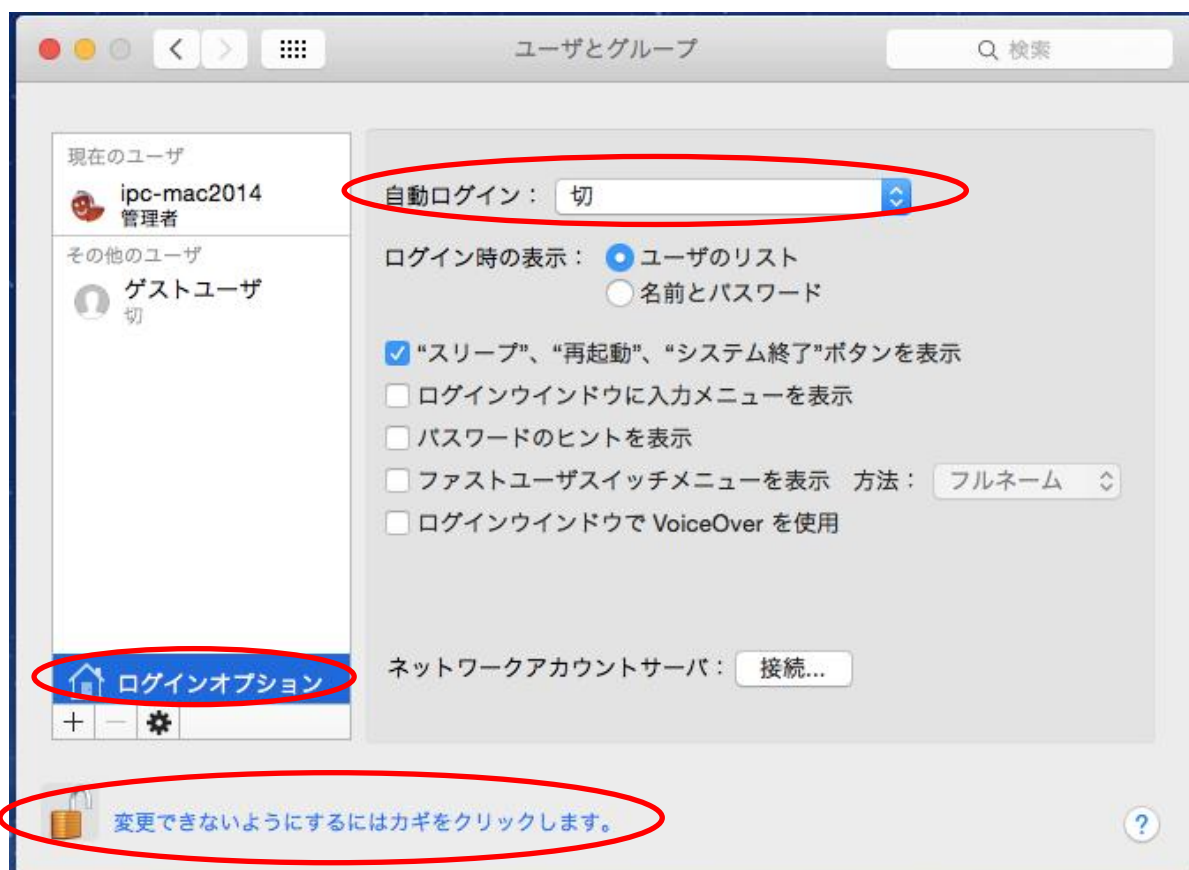 ユーザとグループ
検索
現在のユーザ
ipc-mac2014
管理者
その他のユーザ
ゲストユーザ
切
ログインオプション
自動ログイン： 切
ログイン時の表示： ユーザのリスト
名前とパスワード
“スリープ”、“再起動”、“システム終了”ボタンを表示
ログインウインドウに入力メニューを表示
パスワードのヒントを表示
ファストユーザスイッチメニューを表示 方法： フルネーム
ログインウインドウで VoiceOver を使用
ネットワークアカウントサーバ： 接続...
変更できないようにするにはカギをクリックします。
?